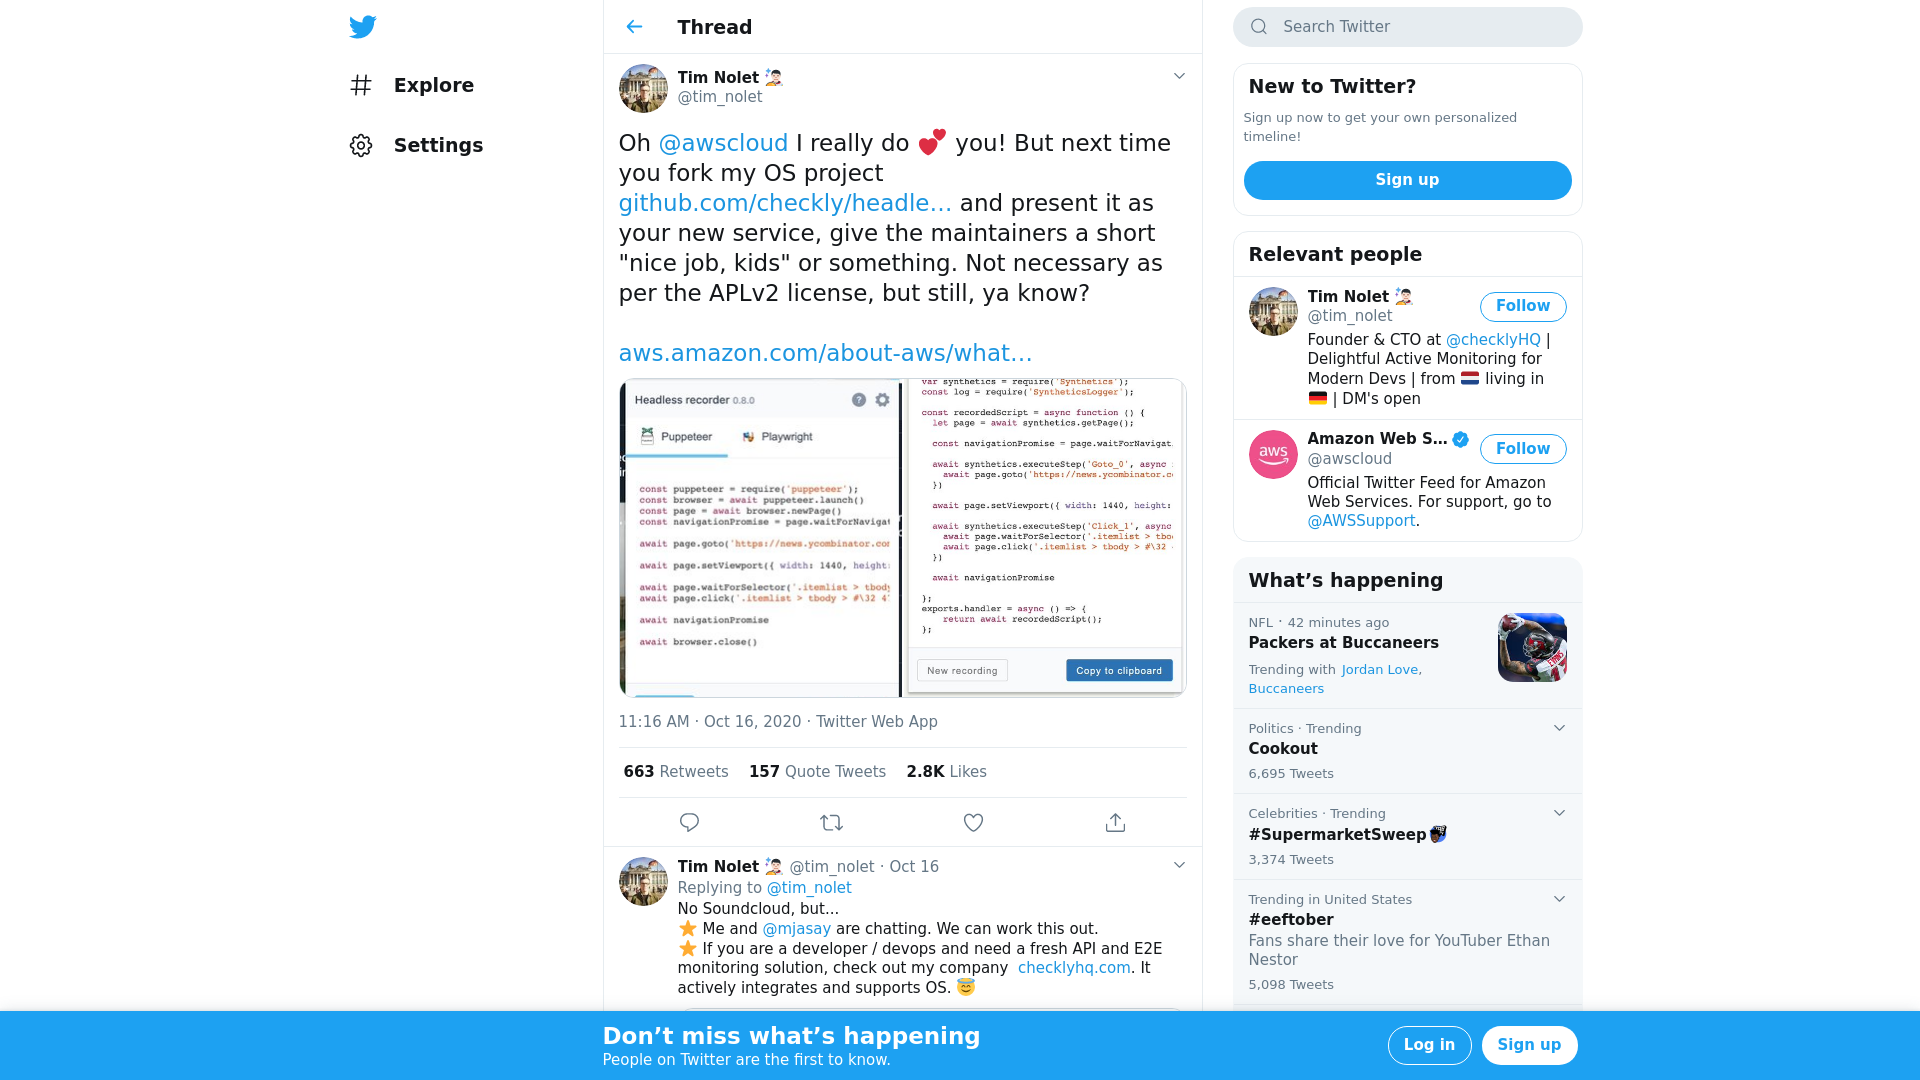 Explore
Settings
Thread
Tim Nolet
@tim_nolet
Oh @awscloud I really do 💕 you! But next time
you fork my OS project
github.com/checkly/headle… and present it as
your new service, give the maintainers a short
"nice job, kids" or something. Not necessary as
per the APLv2 license, but still, ya know?
aws.amazon.com/about-aws/what…
Headless recorder 0.8.0
Puppeteer
Playwright
const puppeteer = require('puppeteer');
const browser = await puppeteer.launch()
const page = await browser.newPage()
const navigationPromise = page.waitForNavigat
await page.goto('https://news.ycombinator.com
await page.setViewport({ width: 1440, height:
await page.waitForSelector('.itemlist > tbody
await page.click('.itemlist > tbody > #\32 4
await navigationPromise
await browser.close()
var synthetics = require('Synthetics');
const log = require('SyntheticsLogger');
const recordedScript = async function () {
let page = await synthetics.getPage();
const navigationPromise = page.waitForNavigat
await synthetics.executeStep('Goto_0', async
await page.goto('https://news.ycombinator.co
})
await page.setViewport({ width: 1440, height:
await synthetics.executeStep('Click_1', async
await page.waitForSelector('.itemlist > tbo
await page.click('.itemlist > tbody > #\32
})
await navigationPromise
};
exports.handler = async () => {
return await recordedScript();
};
New recording
Copy to clipboard
11:16 AM · Oct 16, 2020 · Twitter Web App
663 Retweets 157 Quote Tweets 2.8K Likes
Tim Nolet @tim_nolet · Oct 16
Replying to @tim_nolet
No Soundcloud, but...
⭐ Me and @mjasay are chatting. We can work this out.
⭐ If you are a developer / devops and need a fresh API and E2E
monitoring solution, check out my company checklyhq.com. It
actively integrates and supports OS. 😇
Search Twitter
New to Twitter?
Sign up now to get your own personalized
timeline!
Sign up
Relevant people
Tim Nolet
@tim_nolet
Follow
Founder & CTO at @checklyHQ |
Delightful Active Monitoring for
Modern Devs | from 🇳🇱 living in
🇩🇪 | DM's open
aws
Amazon Web S...
@awscloud
Follow
Official Twitter Feed for Amazon
Web Services. For support, go to
@AWSSupport.
What's happening
NFL · 42 minutes ago
Packers at Buccaneers
Trending with Jordan Love,
Buccaneers
Politics · Trending
Cookout
6,695 Tweets
Celebrities · Trending
#SupermarketSweep
3,374 Tweets
Trending in United States
#eeftober
Fans share their love for YouTuber Ethan
Nestor
5,098 Tweets
Don't miss what's happening
People on Twitter are the first to know.
Log in
Sign up